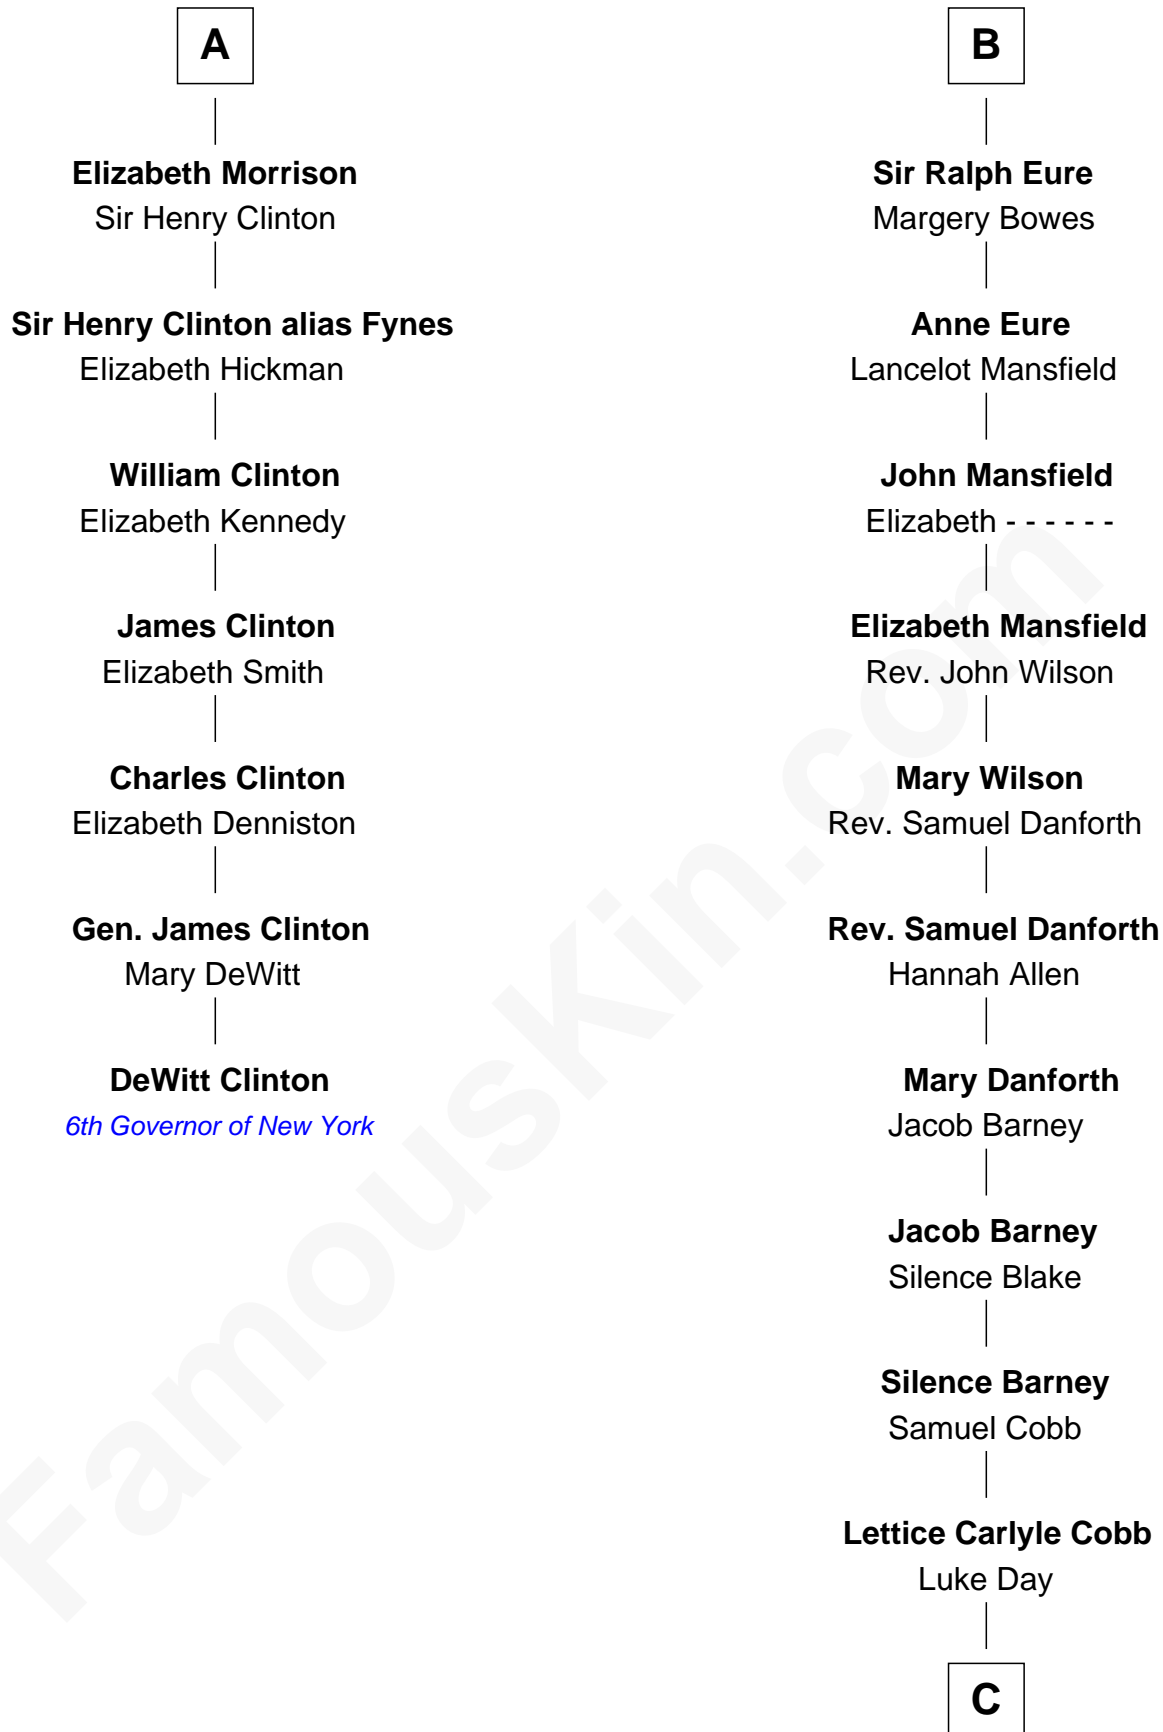 A
Elizabeth Morrison
Sir Henry Clinton
Sir Henry Clinton alias Fynes
Elizabeth Hickman
William Clinton
Elizabeth Kennedy
James Clinton
Elizabeth Smith
Charles Clinton
Elizabeth Denniston
Gen. James Clinton
Mary DeWitt
DeWitt Clinton
6th Governor of New York
B
Sir Ralph Eure
Margery Bowes
Anne Eure
Lancelot Mansfield
John Mansfield
Elizabeth - - - - - -
Elizabeth Mansfield
Rev. John Wilson
Mary Wilson
Rev. Samuel Danforth
Rev. Samuel Danforth
Hannah Allen
Mary Danforth
Jacob Barney
Jacob Barney
Silence Blake
Silence Barney
Samuel Cobb
Lettice Carlyle Cobb
Luke Day
C
FamousKin.com